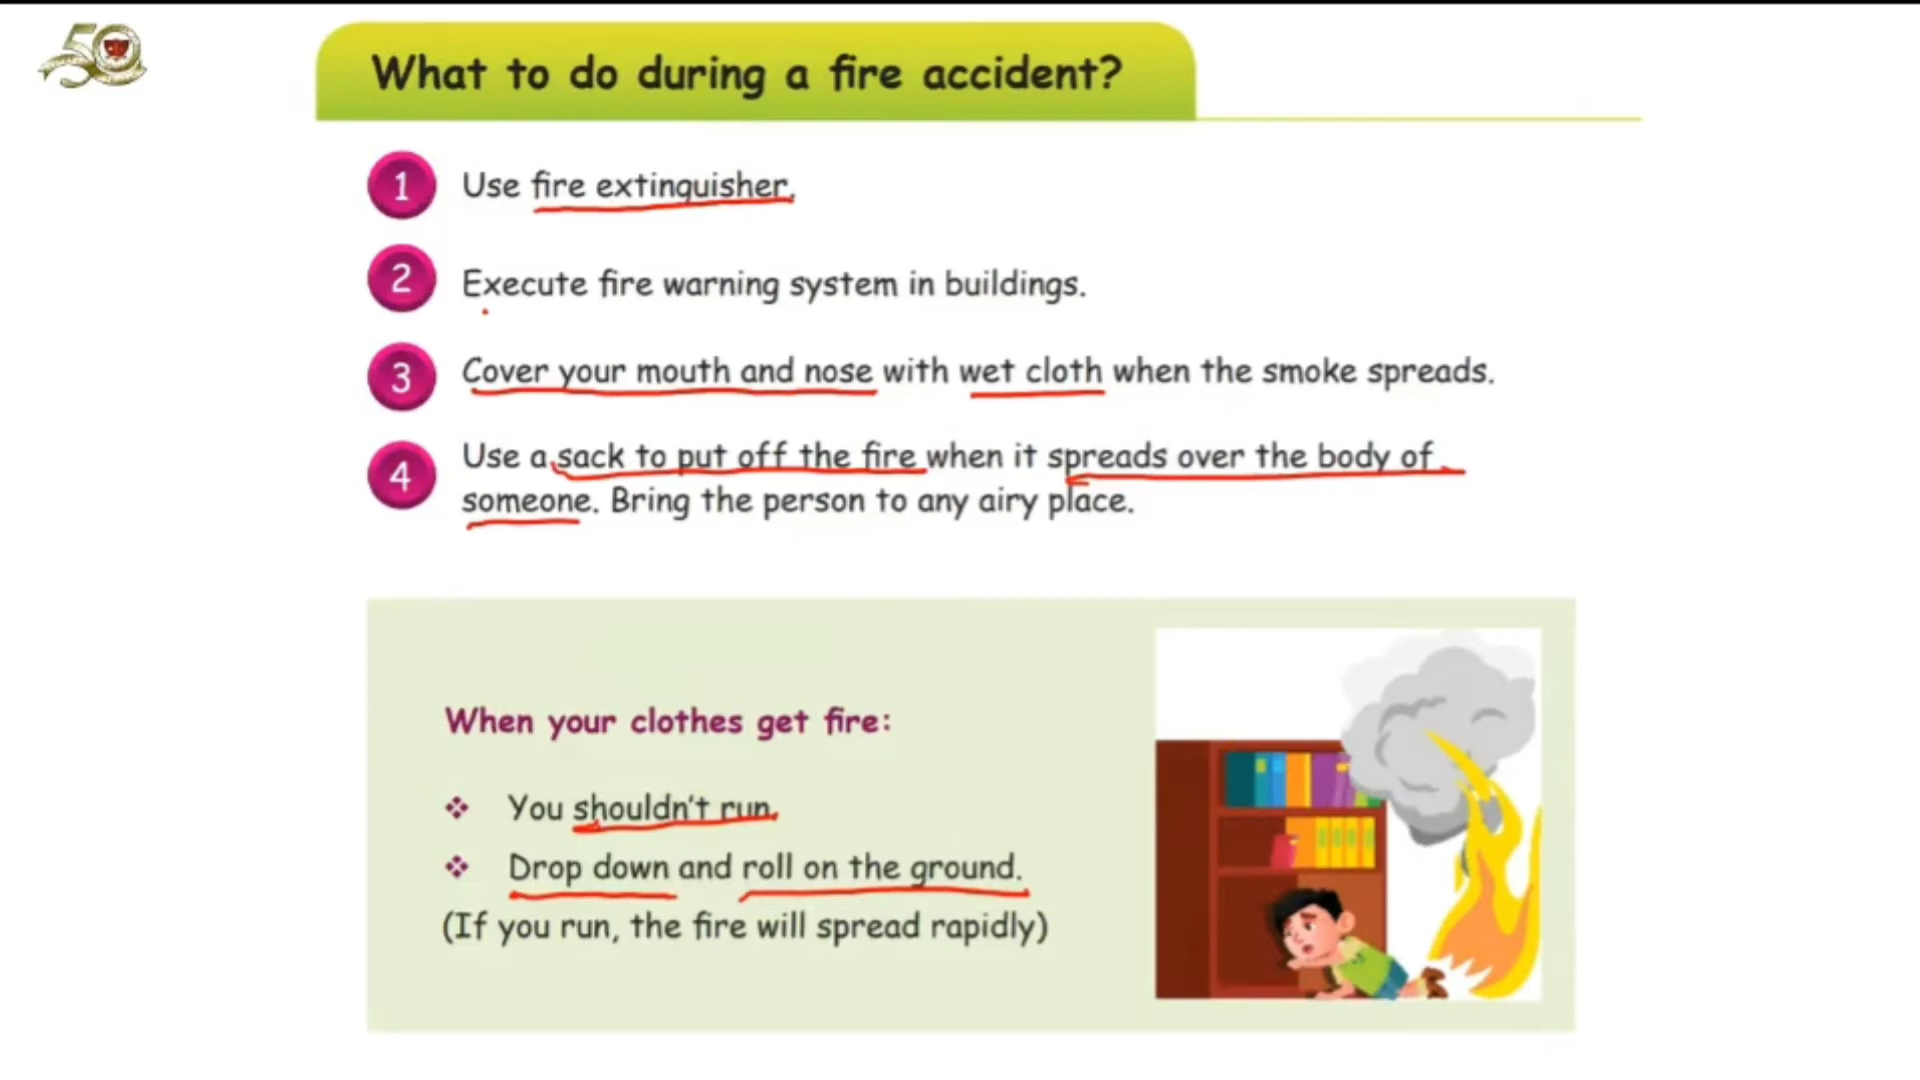 50
What to do during a fire accident?
1 Use fire extinguisher.
2 Execute fire warning system in buildings.
3 Cover your mouth and nose with wet cloth when the smoke spreads.
4 Use a sack to put off the fire when it spreads over the body of
someone. Bring the person to any airy place.
When your clothes get fire:
❖ You shouldn't run.
❖ Drop down and roll on the ground.
(If you run, the fire will spread rapidly)